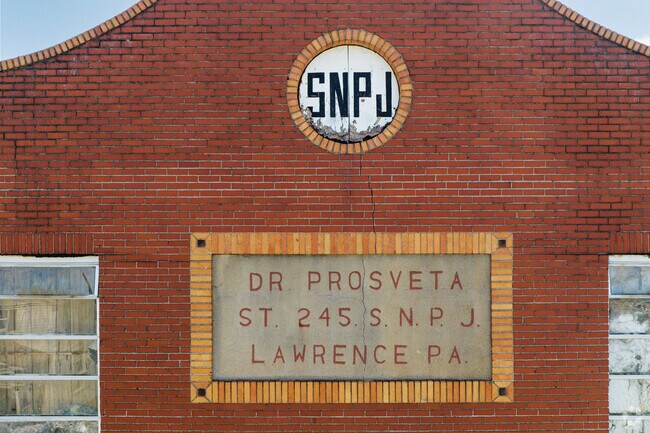 SNPJ
DR PROSVETA
ST. 245. S. N. P. J.
LAWRENCE PA.